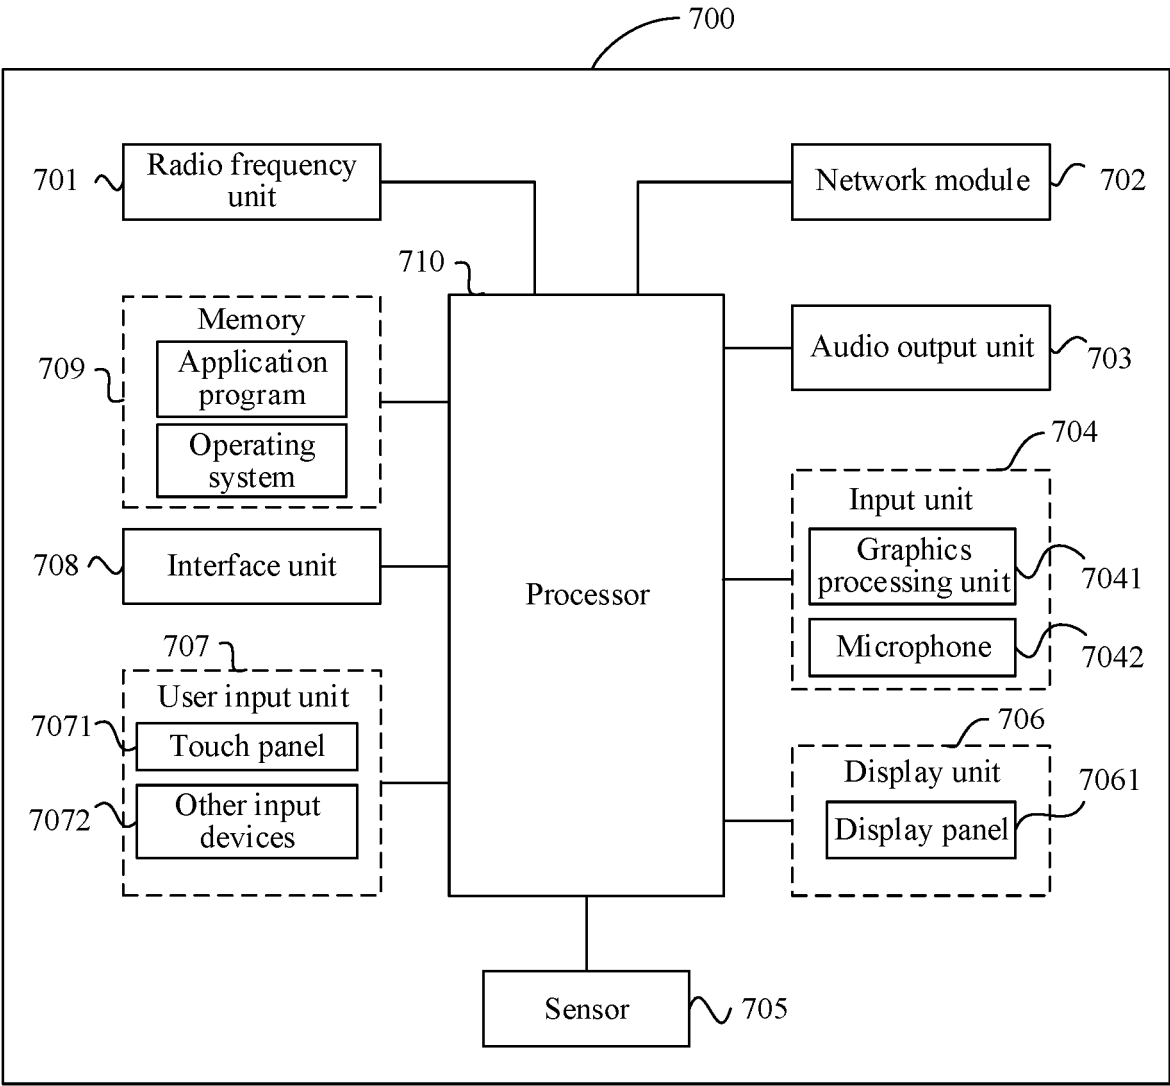 700
701
Radio frequency
unit
Network module
702
710
Memory
Application
program
Operating
system
709
Audio output unit
703
704
Input unit
Graphics
processing unit
7041
Microphone
7042
708
Interface unit
Processor
707
User input unit
7071
Touch panel
7072
Other input
devices
706
Display unit
7061
Display panel
Sensor
705